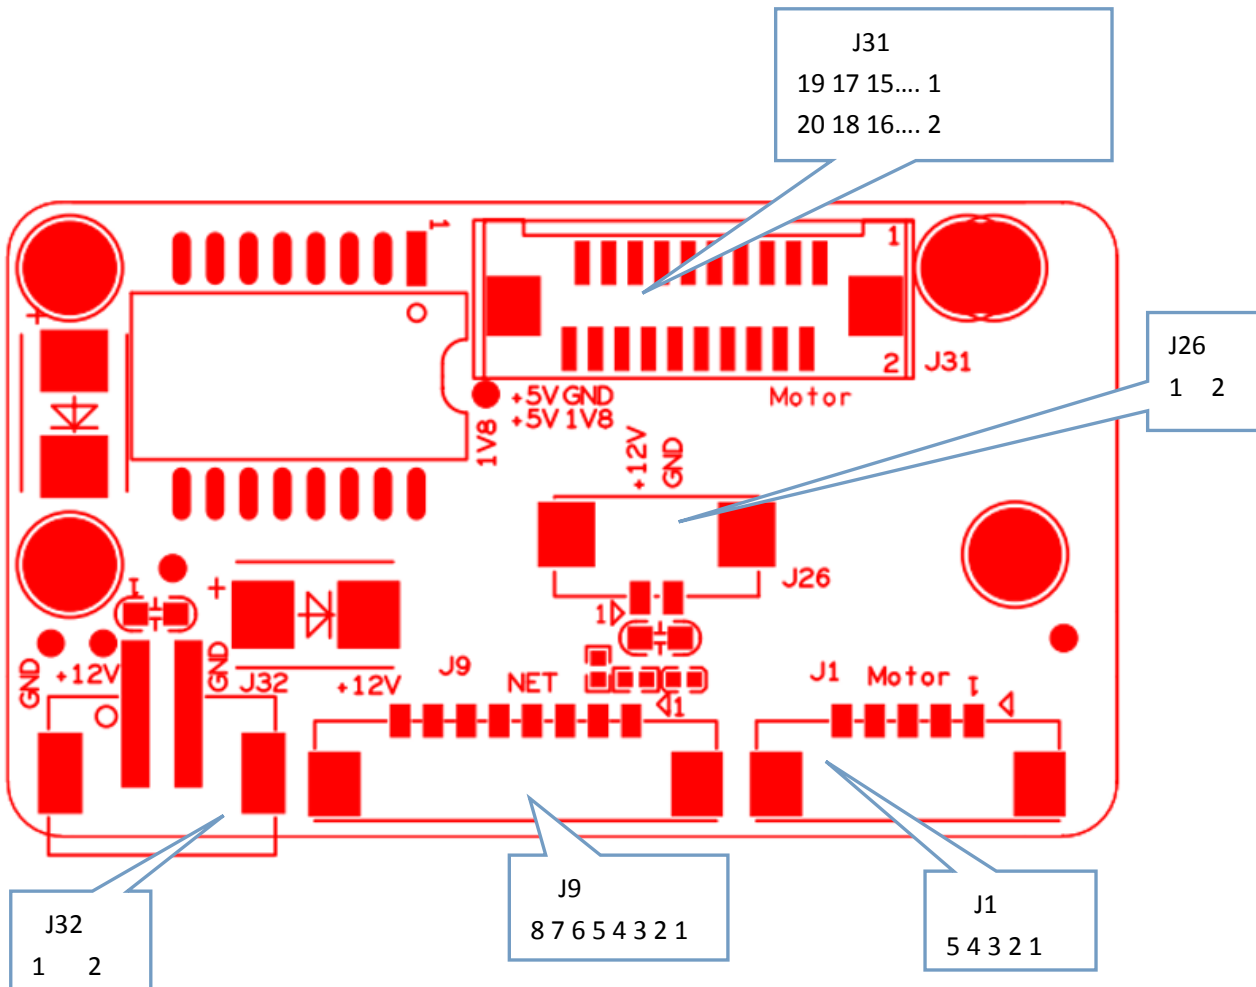 J31
19 17 15.... 1
20 18 16.... 2
1
1
+
2
J31
J26
1 2
+5V GND
+5V 1V8
Motor
1V8
+12V
GND
J26
1
+
1
GND
+12V
GND
J32
+12V
J9
NET
1
J1
Motor
1
J32
1 2
J9
8 7 6 5 4 3 2 1
J1
5 4 3 2 1